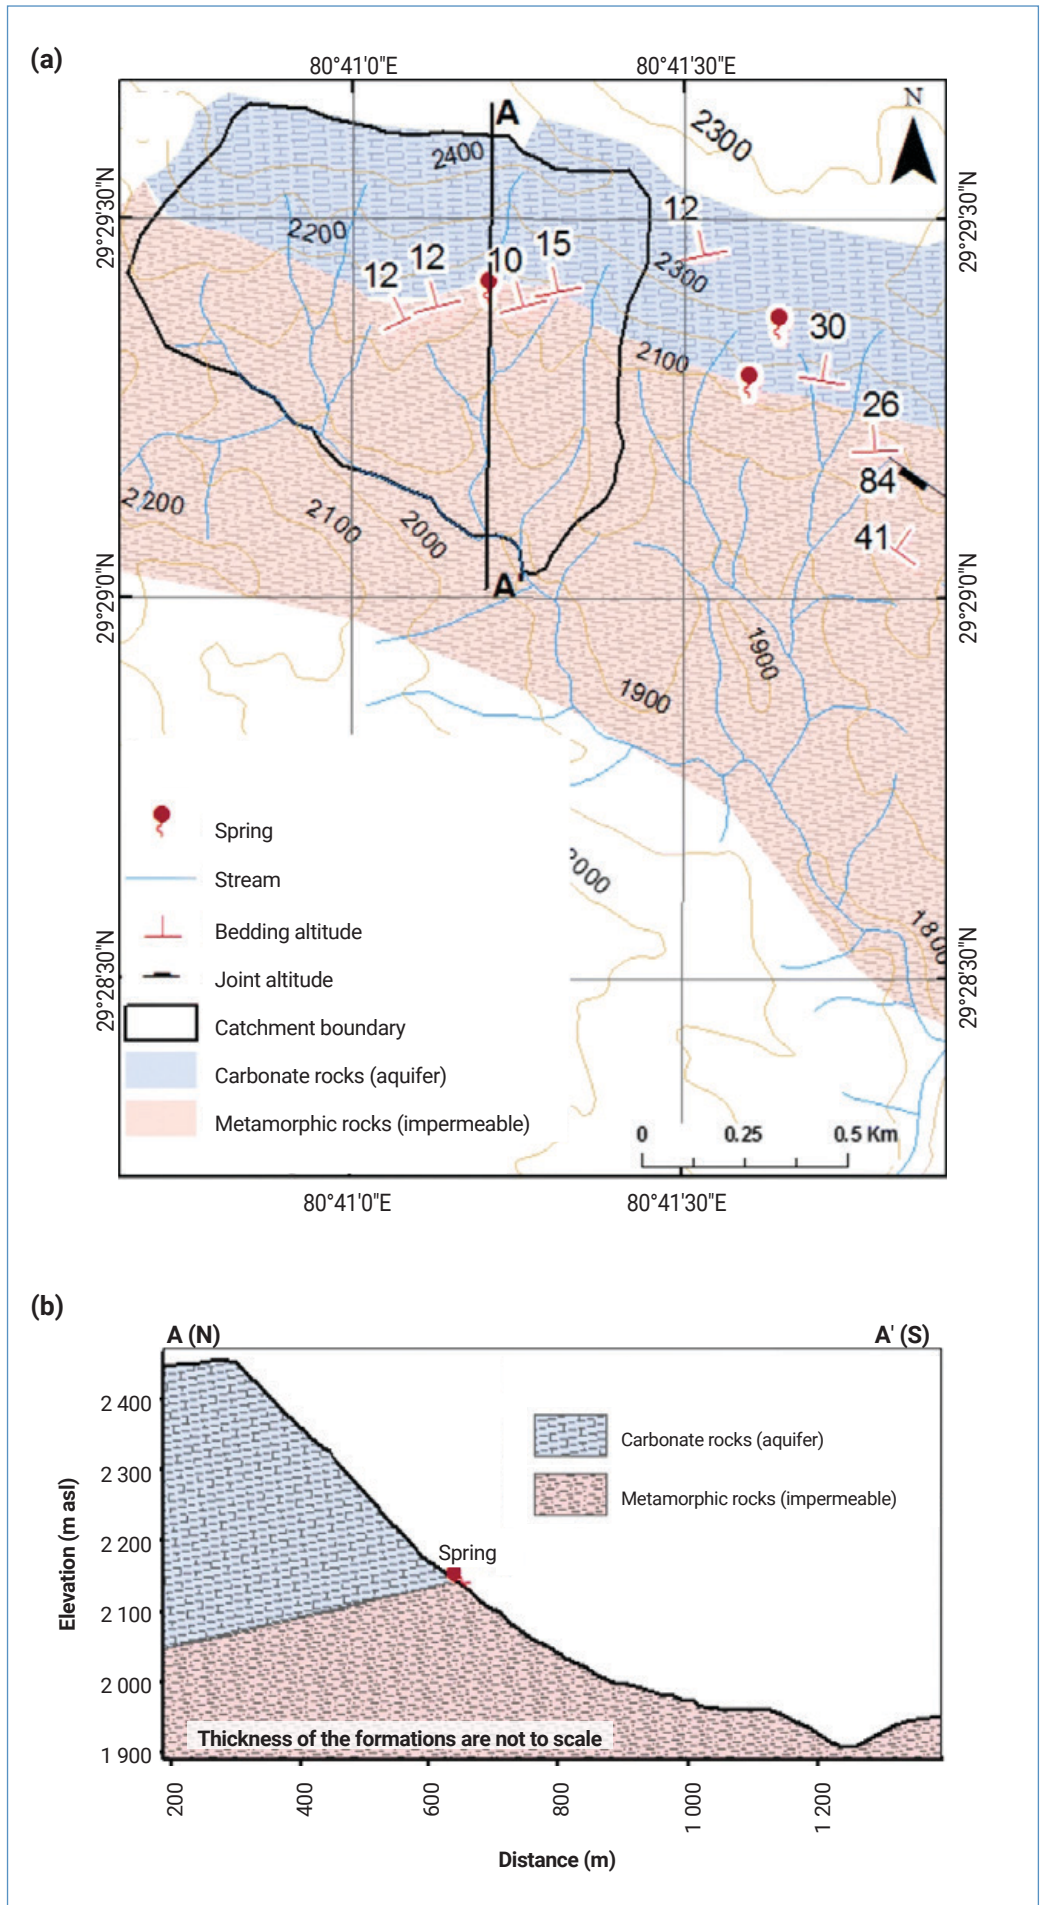 (a)
80°41'0"E
80°41'30"E
A
N
2300
2400
29°29'30"N
29°29'30"N
12
2200
15
12
12
10
2300
30
2100
26
84
2200
2100
2000
41
A'
29°29'0"N
29°29'0"N
1900
1900
Spring
Stream
2000
Bedding altitude
1800
Joint altitude
29°28'30"N
29°28'30"N
Catchment boundary
Carbonate rocks (aquifer)
Metamorphic rocks (impermeable)
0 0.25 0.5 Km
80°41'0"E
80°41'30"E
(b)
A (N)
A' (S)
2 400
Carbonate rocks (aquifer)
2 300
Metamorphic rocks (impermeable)
2 200
Spring
Elevation (m asl)
2 100
2 000
Thickness of the formations are not to scale
1 900
200 400 600 800 1 000 1 200
Distance (m)